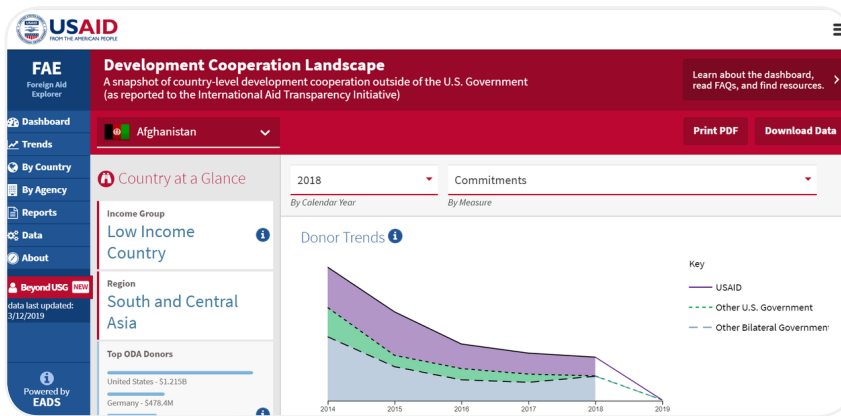 USAID
FROM THE AMERICAN PEOPLE
FAE
Foreign Aid
Explorer
Dashboard
Trends
By Country
By Agency
Reports
Data
About
Beyond USG NEW
data last updated:
3/12/2019
Powered by
EADS
Development Cooperation Landscape
A snapshot of country-level development cooperation outside of the U.S. Government
(as reported to the International Aid Transparency Initiative)
Learn about the dashboard,
read FAQs, and find resources.
Afghanistan
Print PDF
Download Data
Country at a Glance
Income Group
Low Income
Country
Region
South and Central
Asia
Top ODA Donors
United States - $1.215B
Germany - $478.4M
2018
By Calendar Year
Commitments
By Measure
Donor Trends
Key
USAID
Other U.S. Government
Other Bilateral Government
2014 2015 2016 2017 2018 2019